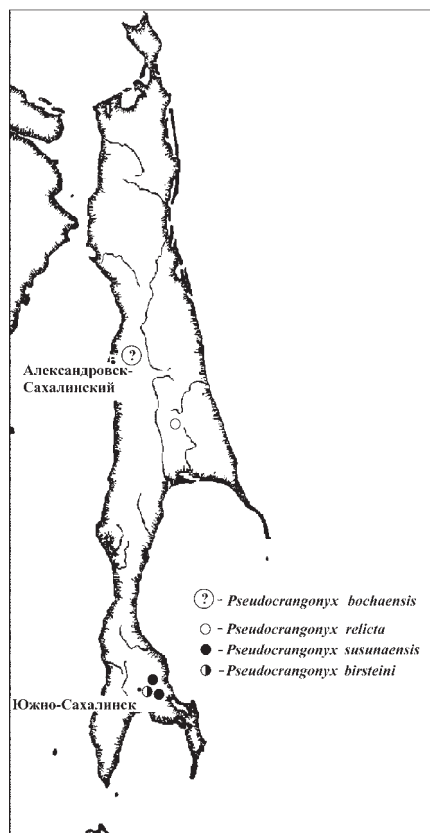 ?
Александровск-
Сахалинский
? - Pseudocrangonyx bochaensis
- Pseudocrangonyx relicta
- Pseudocrangonyx susunaensis
- Pseudocrangonyx birsteini
Южно-Сахалинск